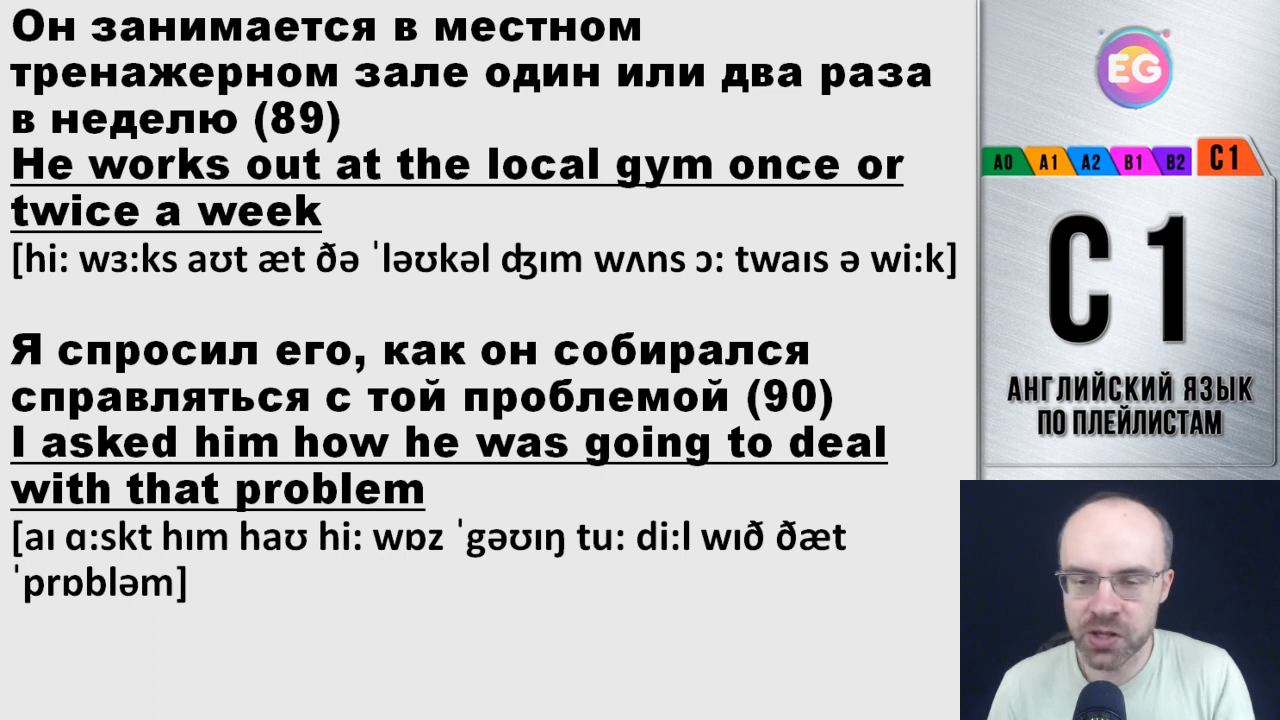 Он занимается в местном
тренажерном зале один или два раза
в неделю (89)
He works out at the local gym once or
twice a week
[hi: wɜ:ks aʊt æt ðə ˈləʊkəl ʤɪm wʌns ɔ: twaɪs ə wi:k]
Я спросил его, как он собирался
справляться с той проблемой (90)
I asked him how he was going to deal
with that problem
[aɪ ɑ:skt hɪm haʊ hi: wɒz ˈgəʊɪŋ tu: di:l wɪð ðæt
ˈprɒbləm]
EG
A0 A1 A2 B1 B2 C1
C1
АНГЛИЙСКИЙ ЯЗЫК
ПО ПЛЕЙЛИСТАМ